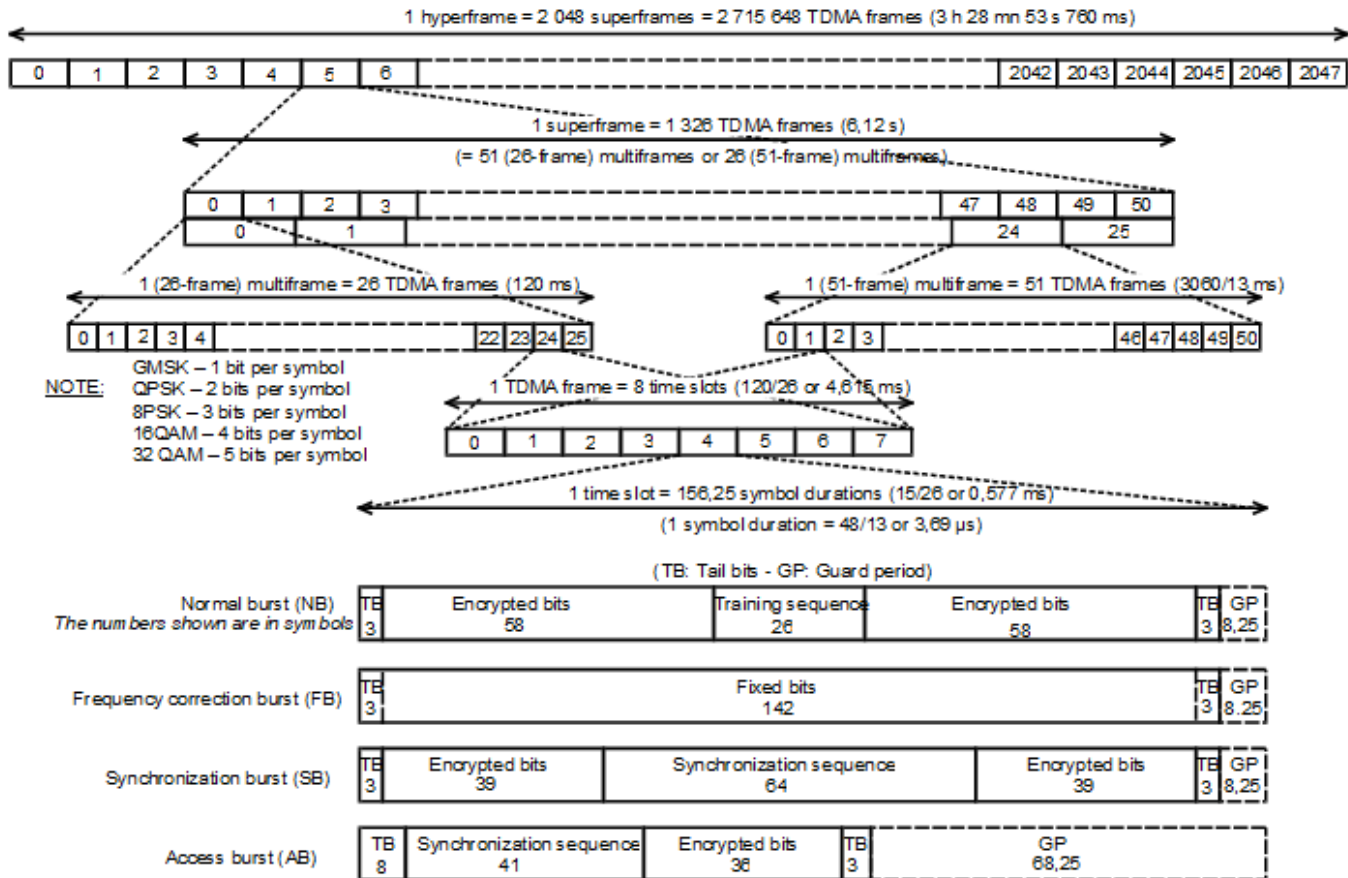 1 hyperframe = 2 048 superframes = 2 715 648 TDMA frames (3 h 28 mn 53 s 760 ms)
0 1 2 3 4 5 6 2042 2043 2044 2045 2046 2047
1 superframe = 1 326 TDMA frames (6,12 s)
(= 51 (26-frame) multiframes or 26 (51-frame) multiframes)
0 1 2 3 47 48 49 50
0 1 24 25
1 (26-frame) multiframe = 26 TDMA frames (120 ms)
1 (51-frame) multiframe = 51 TDMA frames (3060/13 ms)
0 1 2 3 4 22 23 24 25
0 1 2 3 46 47 48 49 50
NOTE:
GMSK – 1 bit per symbol
QPSK – 2 bits per symbol
8PSK – 3 bits per symbol
16QAM – 4 bits per symbol
32 QAM – 5 bits per symbol
1 TDMA frame = 8 time slots (120/26 or 4,615 ms)
0 1 2 3 4 5 6 7
1 time slot = 156,25 symbol durations (15/26 or 0,577 ms)
(1 symbol duration = 48/13 or 3,69 µs)
(TB: Tail bits - GP: Guard period)
Normal burst (NB)
The numbers shown are in symbols
TB Encrypted bits Training sequence Encrypted bits TB GP
3 58 26 58 3 8,25
Frequency correction burst (FB)
TB Fixed bits TB GP
3 142 3 8.25
Synchronization burst (SB)
TB Encrypted bits Synchronization sequence Encrypted bits TB GP
3 39 64 39 3 8,25
Access burst (AB)
TB Synchronization sequence Encrypted bits TB GP
8 41 36 3 68,25